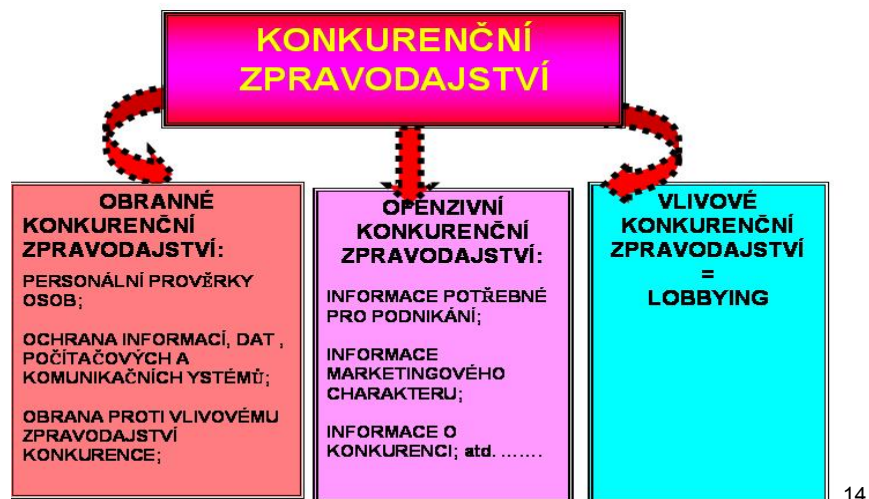 KONKURENČNÍ
ZPRAVODAJSTVÍ
OBRANNÉ
KONKURENČNÍ
ZPRAVODAJSTVÍ:
PERSONÁLNÍ PROVĚRKY
OSOB;
OCHRANA INFORMACÍ, DAT ,
POČÍTAČOVÝCH A
KOMUNIKAČNÍCH YSTÉMŮ;
OBRANA PROTI VLIVOVÉMU
ZPRAVODAJSTVÍ
KONKURENCE;
OFENZIVNÍ
KONKURENČNÍ
ZPRAVODAJSTVÍ:
INFORMACE POTŘEBNÉ
PRO PODNIKÁNÍ;
INFORMACE
MARKETINGOVÉHO
CHARAKTERU;
INFORMACE O
KONKURENCI; atd. …….
VLIVOVÉ
KONKURENČNÍ
ZPRAVODAJSTVÍ
=
LOBBYING
14